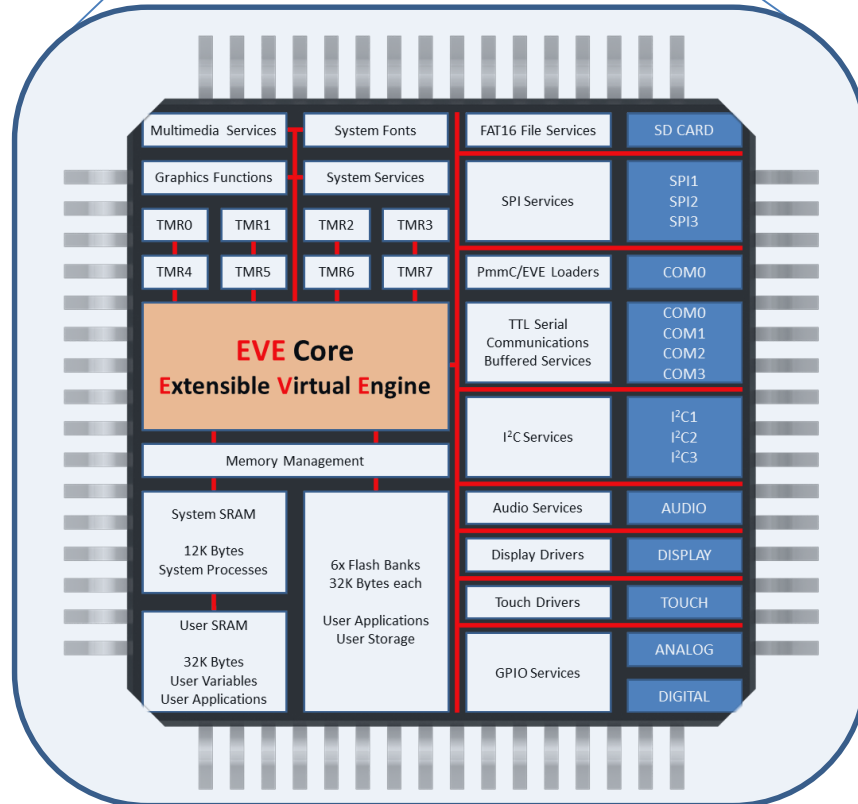 Multimedia Services
System Fonts
FAT16 File Services
SD CARD
Graphics Functions
System Services
SPI Services
SPI1
SPI2
SPI3
TMR0
TMR1
TMR2
TMR3
TMR4
TMR5
TMR6
TMR7
PmmC/EVE Loaders
COM0
EVE Core
Extensible Virtual Engine
TTL Serial
Communications
Buffered Services
COM0
COM1
COM2
COM3
I²C Services
I²C1
I²C2
I²C3
Memory Management
System SRAM
12K Bytes
System Processes
6x Flash Banks
32K Bytes each
User Applications
User Storage
User SRAM
32K Bytes
User Variables
User Applications
Audio Services
AUDIO
Display Drivers
DISPLAY
Touch Drivers
TOUCH
GPIO Services
ANALOG
DIGITAL